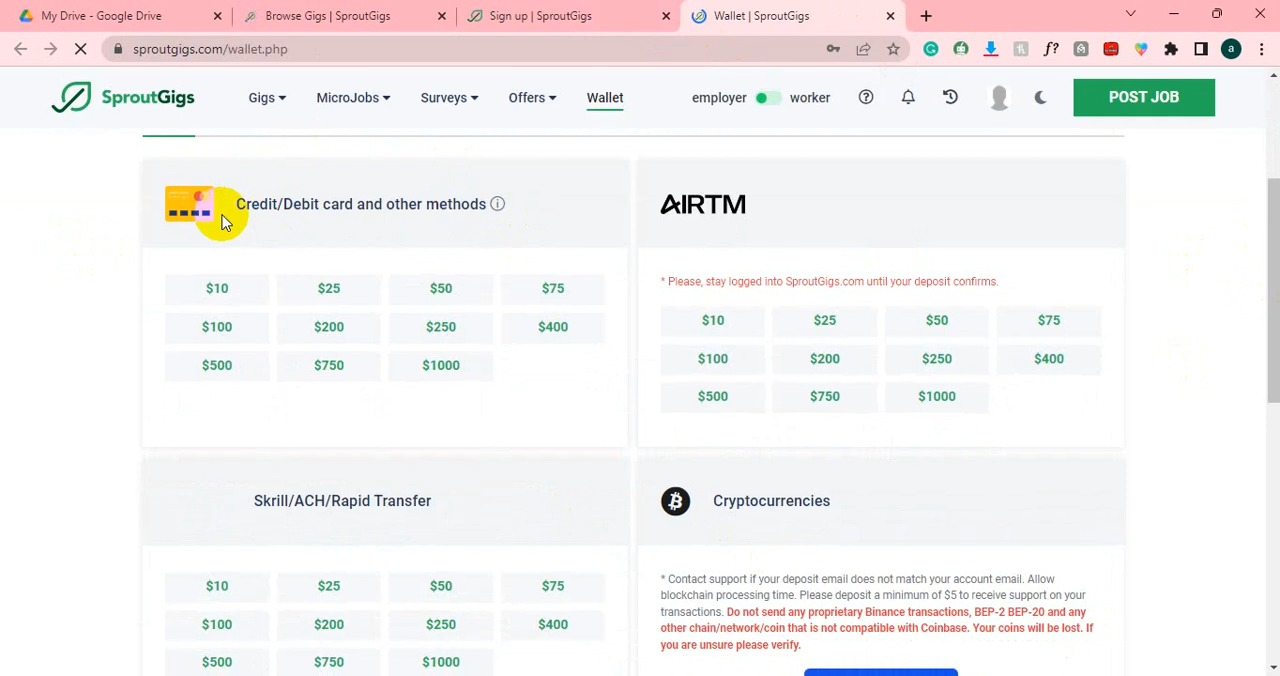 My Drive - Google Drive
Browse Gigs | SproutGigs
Sign up | SproutGigs
Wallet | SproutGigs
sproutgigs.com/wallet.php
SproutGigs
Gigs
MicroJobs
Surveys
Offers
Wallet
employer
worker
POST JOB
Credit/Debit card and other methods
$10 $25 $50 $75
$100 $200 $250 $400
$500 $750 $1000
AIRTM
* Please, stay logged into SproutGigs.com until your deposit confirms.
$10 $25 $50 $75
$100 $200 $250 $400
$500 $750 $1000
Skrill/ACH/Rapid Transfer
$10 $25 $50 $75
$100 $200 $250 $400
$500 $750 $1000
Cryptocurrencies
* Contact support if your deposit email does not match your account email. Allow
blockchain processing time. Please deposit a minimum of $5 to receive support on your
transactions. Do not send any proprietary Binance transactions, BEP-2 BEP-20 and any
other chain/network/coin that is not compatible with Coinbase. Your coins will be lost. If
you are unsure please verify.